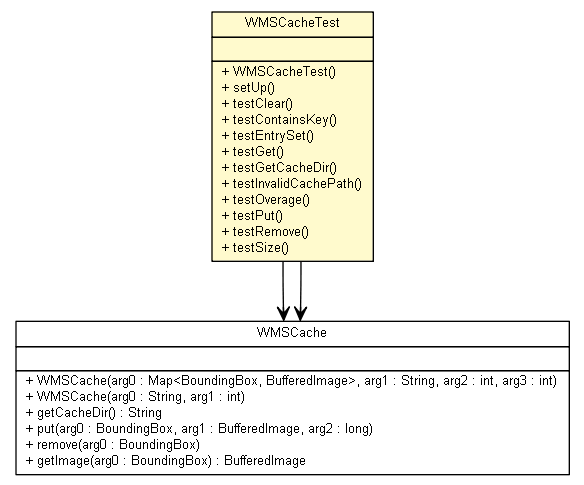 WMSCacheTest
+ WMSCacheTest()
+ setUp()
+ testClear()
+ testContainsKey()
+ testEntrySet()
+ testGet()
+ testGetCacheDir()
+ testInvalidCachePath()
+ testOverage()
+ testPut()
+ testRemove()
+ testSize()
WMSCache
+ WMSCache(arg0 : Map<BoundingBox, BufferedImage>, arg1 : String, arg2 : int, arg3 : int)
+ WMSCache(arg0 : String, arg1 : int)
+ getCacheDir() : String
+ put(arg0 : BoundingBox, arg1 : BufferedImage, arg2 : long)
+ remove(arg0 : BoundingBox)
+ getImage(arg0 : BoundingBox) : BufferedImage